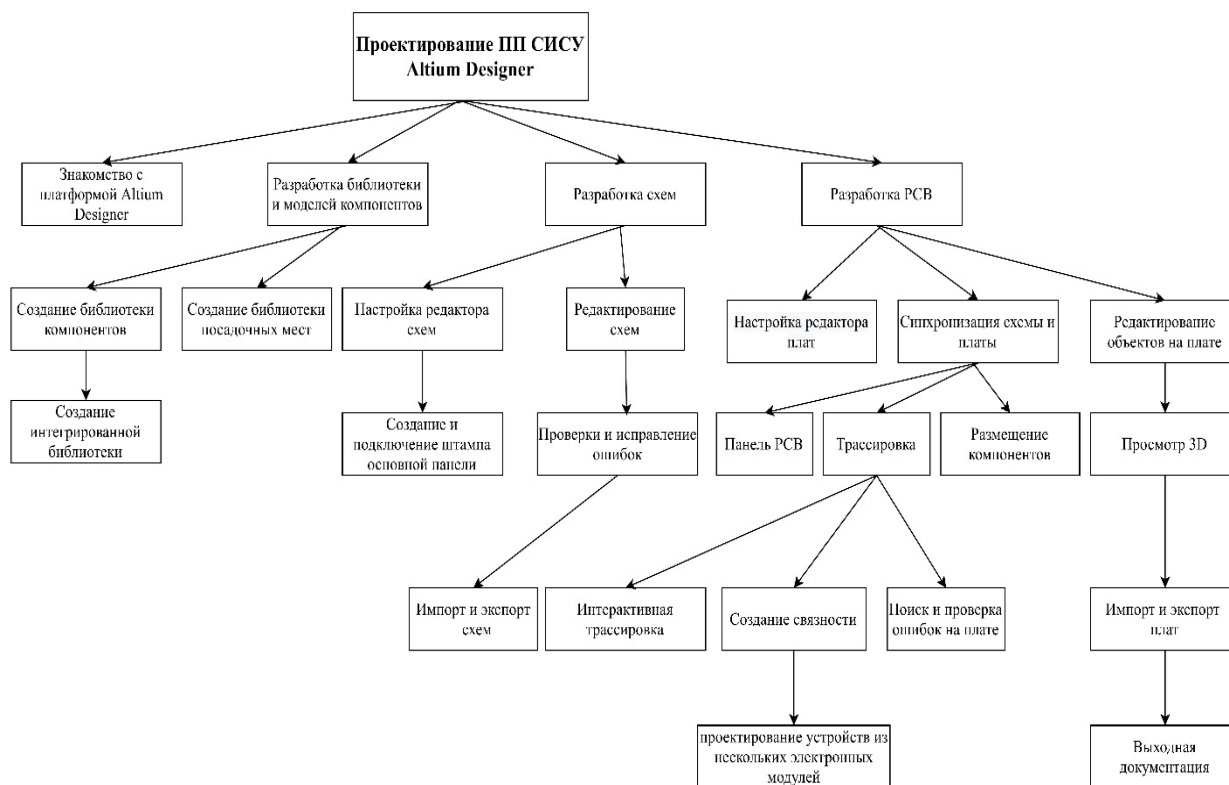 Проектирование ПП СИСУ
Altium Designer
Знакомство с
платформой Altium
Designer
Разработка библиотеки
и моделей компонентов
Разработка схем
Разработка PCB
Создание библиотеки
компонентов
Создание библиотеки
посадочных мест
Настройка редактора
схем
Редактирование
схем
Настройка редактора
плат
Синхронизация схемы и
платы
Редактирование
объектов на плате
Создание
интегрированной
библиотеки
Создание и
подключение штампа
основной панели
Проверки и исправление
ошибок
Панель PCB
Трассировка
Размещение
компонентов
Просмотр 3D
Импорт и экспорт
схем
Интерактивная
трассировка
Создание связности
Поиск и проверка
ошибок на плате
Импорт и экспорт
плат
проектирование устройств из
нескольких электронных
модулей
Выходная
документация